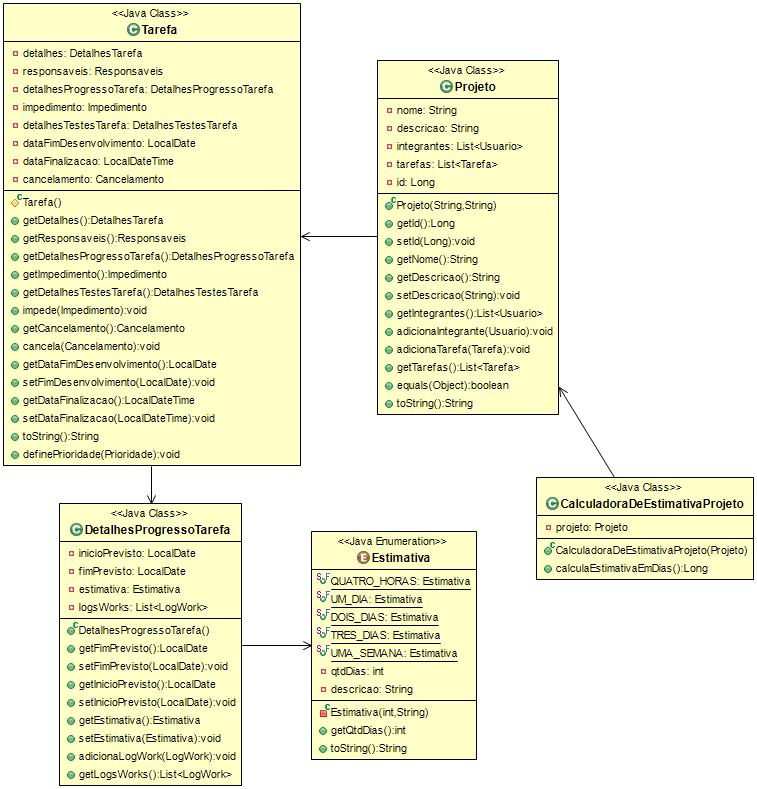 <<Java Class>>
Tarefa
detalhes: DetalhesTarefa
responsaveis: Responsaveis
detalhesProgressoTarefa: DetalhesProgressoTarefa
impedimento: Impedimento
detalhesTestesTarefa: DetalhesTestesTarefa
dataFimDesenvolvimento: LocalDate
dataFinalizacao: LocalDateTime
cancelamento: Cancelamento
Tarefa()
getDetalhes():DetalhesTarefa
getResponsaveis():Responsaveis
getDetalhesProgressoTarefa():DetalhesProgressoTarefa
getImpedimento():Impedimento
getDetalhesTestesTarefa():DetalhesTestesTarefa
impede(Impedimento):void
getCancelamento():Cancelamento
cancela(Cancelamento):void
getDataFimDesenvolvimento():LocalDate
setFimDesenvolvimento(LocalDate):void
getDataFinalizacao():LocalDateTime
setDataFinalizacao(LocalDateTime):void
toString():String
definePrioridade(Prioridade):void
<<Java Class>>
Projeto
nome: String
descricao: String
integrantes: List<Usuario>
tarefas: List<Tarefa>
id: Long
Projeto(String,String)
getId():Long
setId(Long):void
getNome():String
getDescricao():String
setDescricao(String):void
getIntegrantes():List<Usuario>
adicionaIntegrante(Usuario):void
adicionaTarefa(Tarefa):void
getTarefas():List<Tarefa>
equals(Object):boolean
toString():String
<<Java Class>>
CalculadoraDeEstimativaProjeto
projeto: Projeto
CalculadoraDeEstimativaProjeto(Projeto)
calculaEstimativaEmDias():Long
<<Java Class>>
DetalhesProgressoTarefa
inicioPrevisto: LocalDate
fimPrevisto: LocalDate
estimativa: Estimativa
logsWorks: List<LogWork>
DetalhesProgressoTarefa()
getFimPrevisto():LocalDate
setFimPrevisto(LocalDate):void
getInicioPrevisto():LocalDate
setInicioPrevisto(LocalDate):void
getEstimativa():Estimativa
setEstimativa(Estimativa):void
adicionaLogWork(LogWork):void
getLogsWorks():List<LogWork>
<<Java Enumeration>>
Estimativa
QUATRO_HORAS: Estimativa
UM_DIA: Estimativa
DOIS_DIAS: Estimativa
TRES_DIAS: Estimativa
UMA_SEMANA: Estimativa
qtdDias: int
descricao: String
Estimativa(int,String)
getQtdDias():int
toString():String